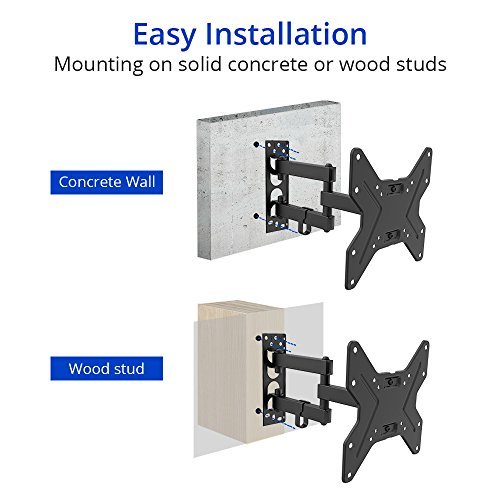 Easy Installation
Mounting on solid concrete or wood studs
Concrete Wall
Wood stud